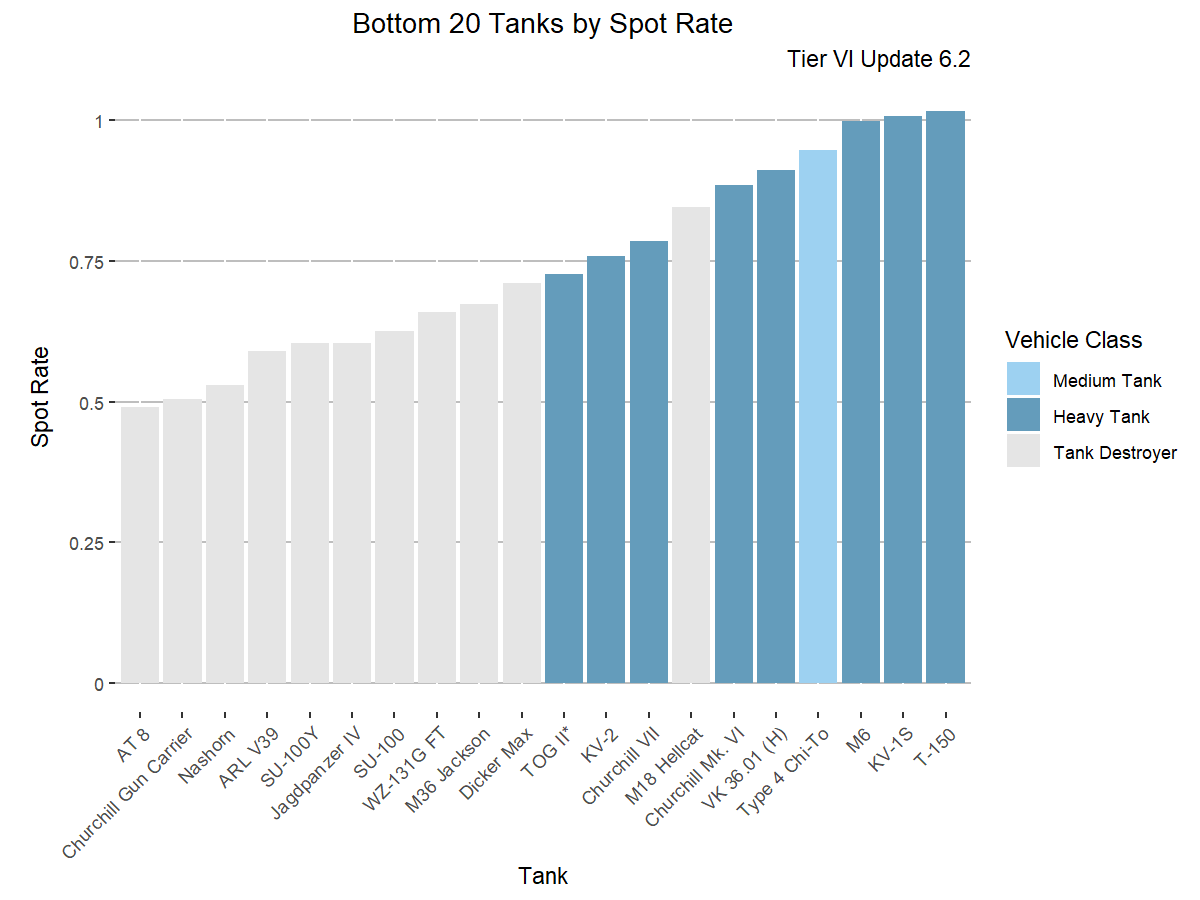 Bottom 20 Tanks by Spot Rate
Tier VI Update 6.2
1
0.75
0.5
0.25
0
Spot Rate
AT 8
Churchill Gun Carrier
Nashorn
ARL V39
SU-100Y
Jagdpanzer IV
SU-100
WZ-131G FT
M36 Jackson
Dicker Max
TOG II*
KV-2
Churchill VII
M18 Hellcat
Churchill Mk. VI
VK 36.01 (H)
Type 4 Chi-To
M6
KV-1S
T-150
Tank
Vehicle Class
Medium Tank
Heavy Tank
Tank Destroyer